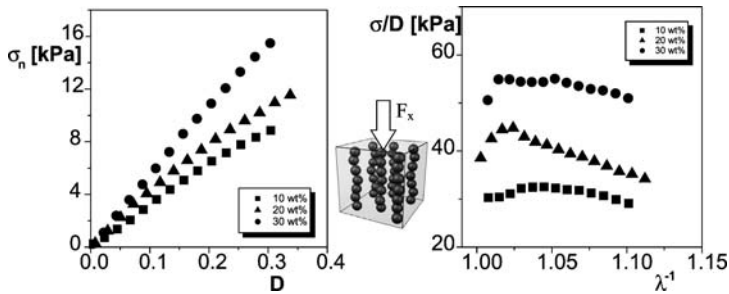 σn [kPa]
16
12
8
4
0
0.0 0.1 0.2 0.3 0.4
D
10 wt%
20 wt%
30 wt%
Fx
σ/D [kPa]
60
40
20
1.00 1.05 1.10 1.15
λ-1
10 wt%
20 wt%
30 wt%